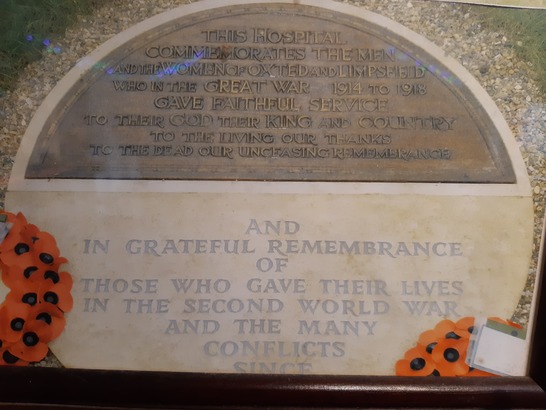 THIS HOSPITAL
COMMEMORATES THE MEN
AND THE WOMEN OF OXTED AND LIMPSFIELD
WHO IN THE GREAT WAR 1914 TO 1918
GAVE FAITHFUL SERVICE
TO THEIR GOD THEIR KING AND COUNTRY
TO THE LIVING OUR THANKS
TO THE DEAD OUR UNCEASING REMEMBRANCE
AND
IN GRATEFUL REMEMBRANCE
OF
THOSE WHO GAVE THEIR LIVES
IN THE SECOND WORLD WAR
AND THE MANY
CONFLICTS
SINCE